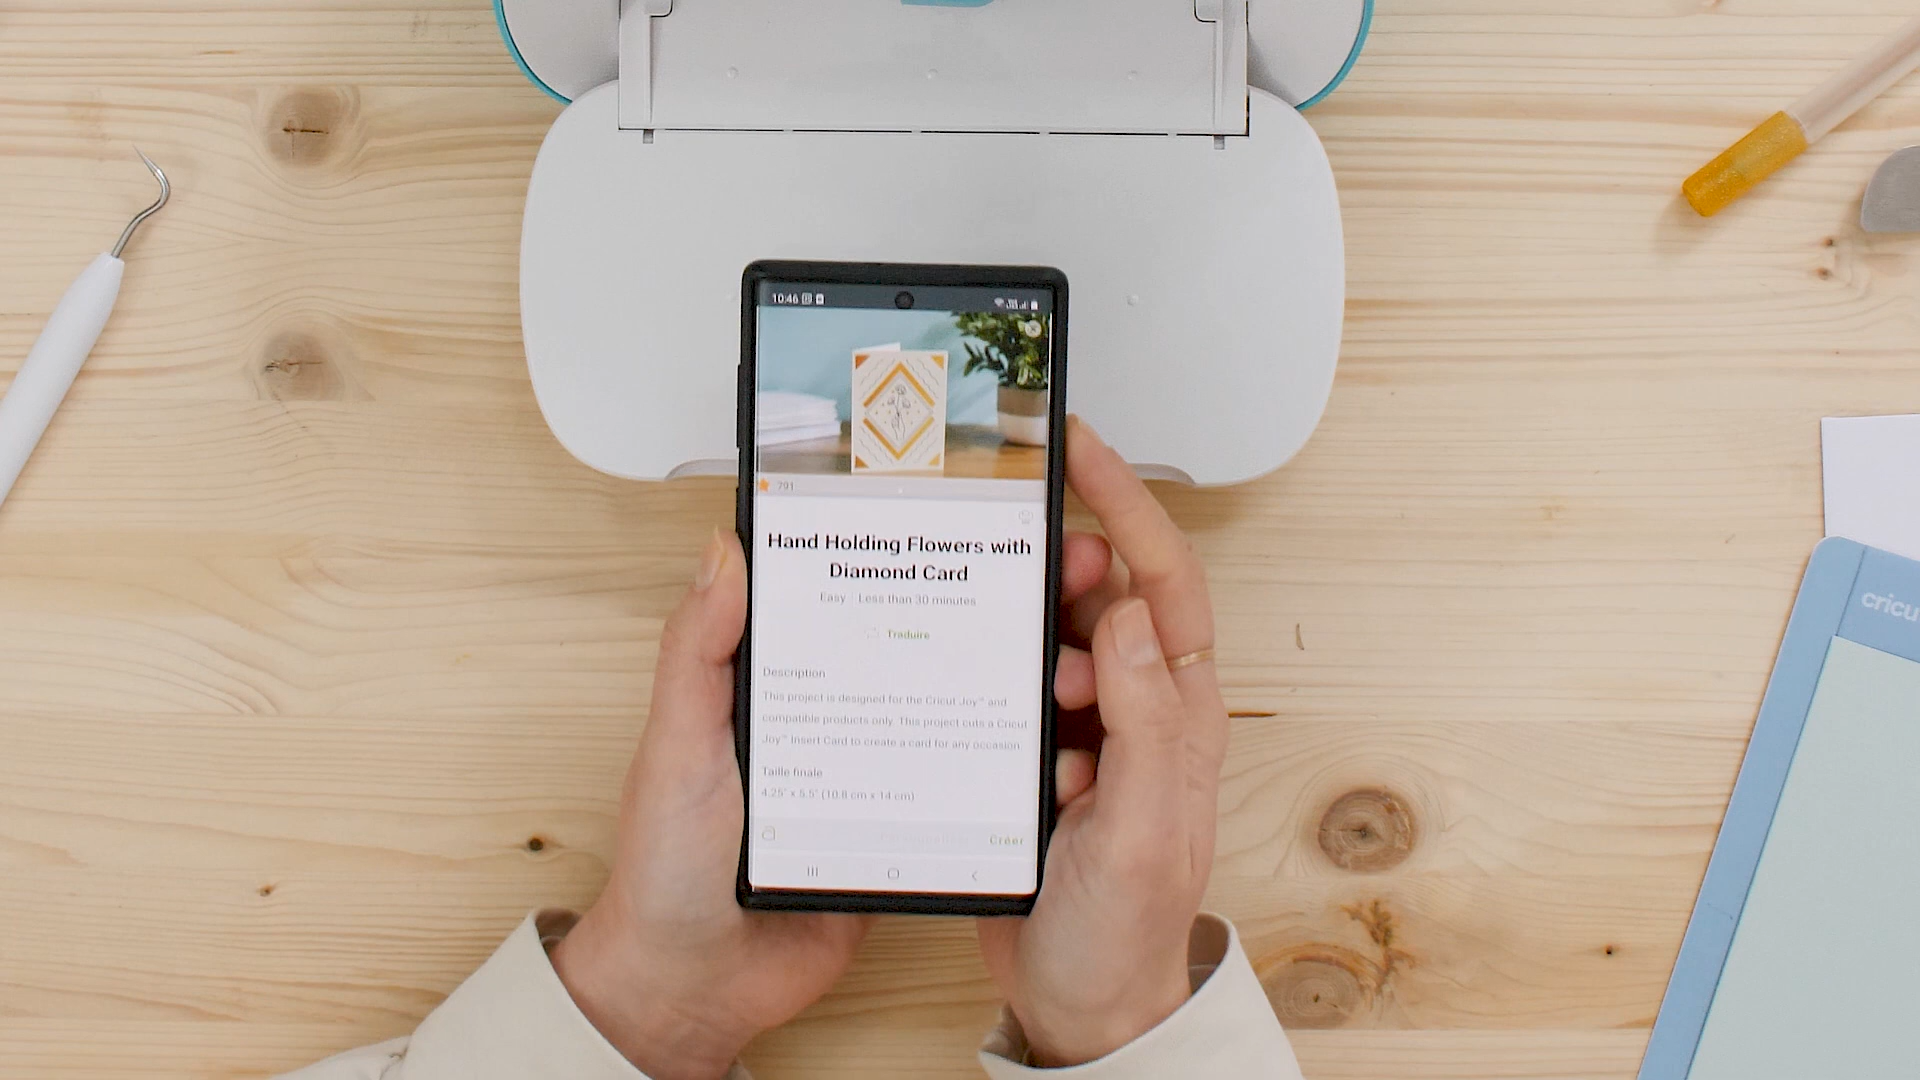 10:46
791
Hand Holding Flowers with
Diamond Card
Easy · Less than 30 minutes
Traduire
Description
This project is designed for the Cricut Joy™ and
compatible products only. This project cuts a Cricut
Joy™ Insert Card to create a card for any occasion
Taille finale
4.25" x 5.5" (10.8 cm x 14 cm)
Créer
cricu